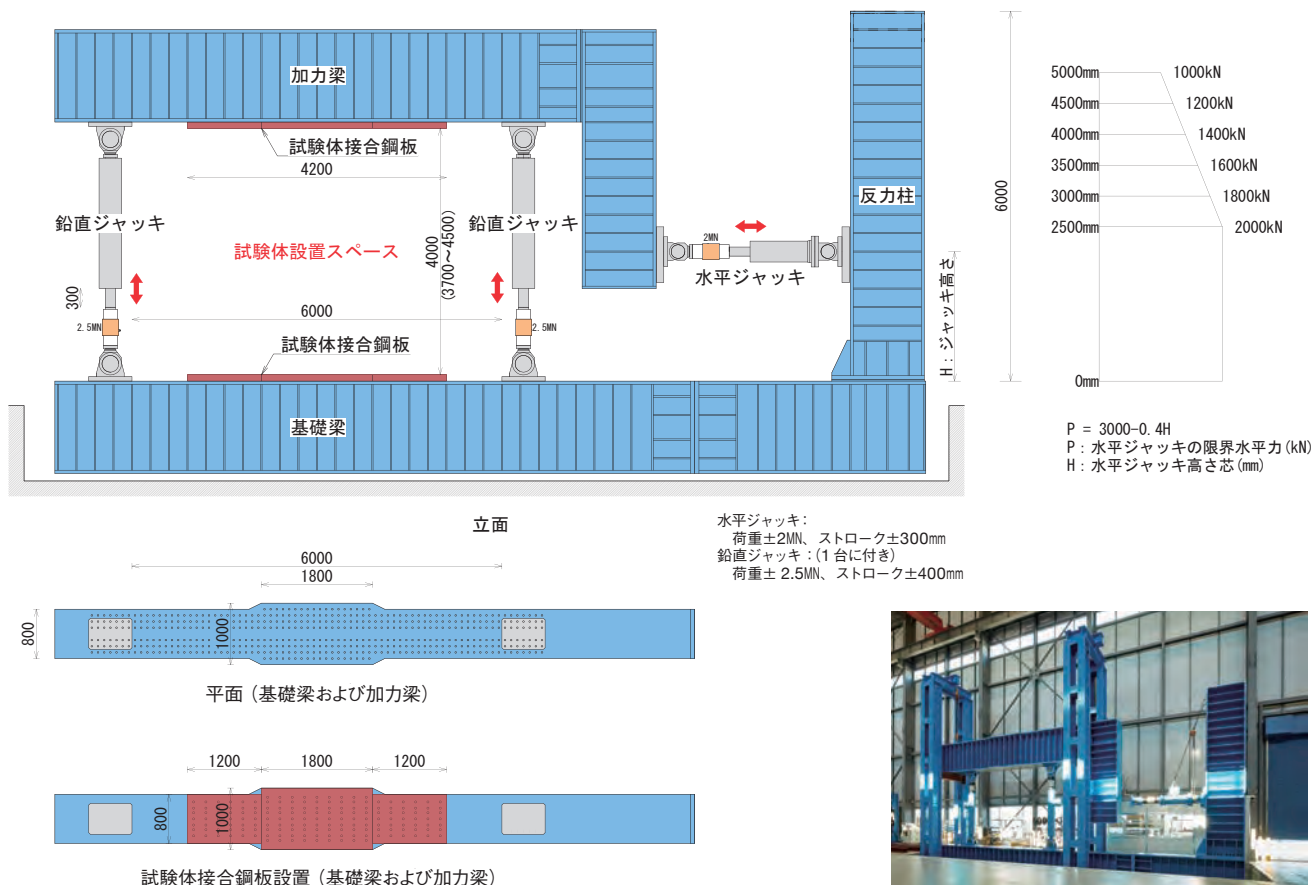 加力梁
試験体接合鋼板
4200
鉛直ジャッキ
鉛直ジャッキ
試験体設置スペース
4000
(3700～4500)
300
6000
2.5MN
2.5MN
試験体接合鋼板
基礎梁
2MN
水平ジャッキ
反力柱
H：ジャッキ高さ
6000
5000mm
1000kN
4500mm
1200kN
4000mm
1400kN
3500mm
1600kN
3000mm
1800kN
2500mm
2000kN
0mm
P = 3000-0.4H
P：水平ジャッキの限界水平力(kN)
H：水平ジャッキ高さ芯(mm)
立面
水平ジャッキ：
荷重±2MN、ストローク±300mm
鉛直ジャッキ：(1台に付き)
荷重± 2.5MN、ストローク±400mm
6000
1800
800
1000
平面（基礎梁および加力梁）
1200
1800
1200
800
1000
試験体接合鋼板設置（基礎梁および加力梁）